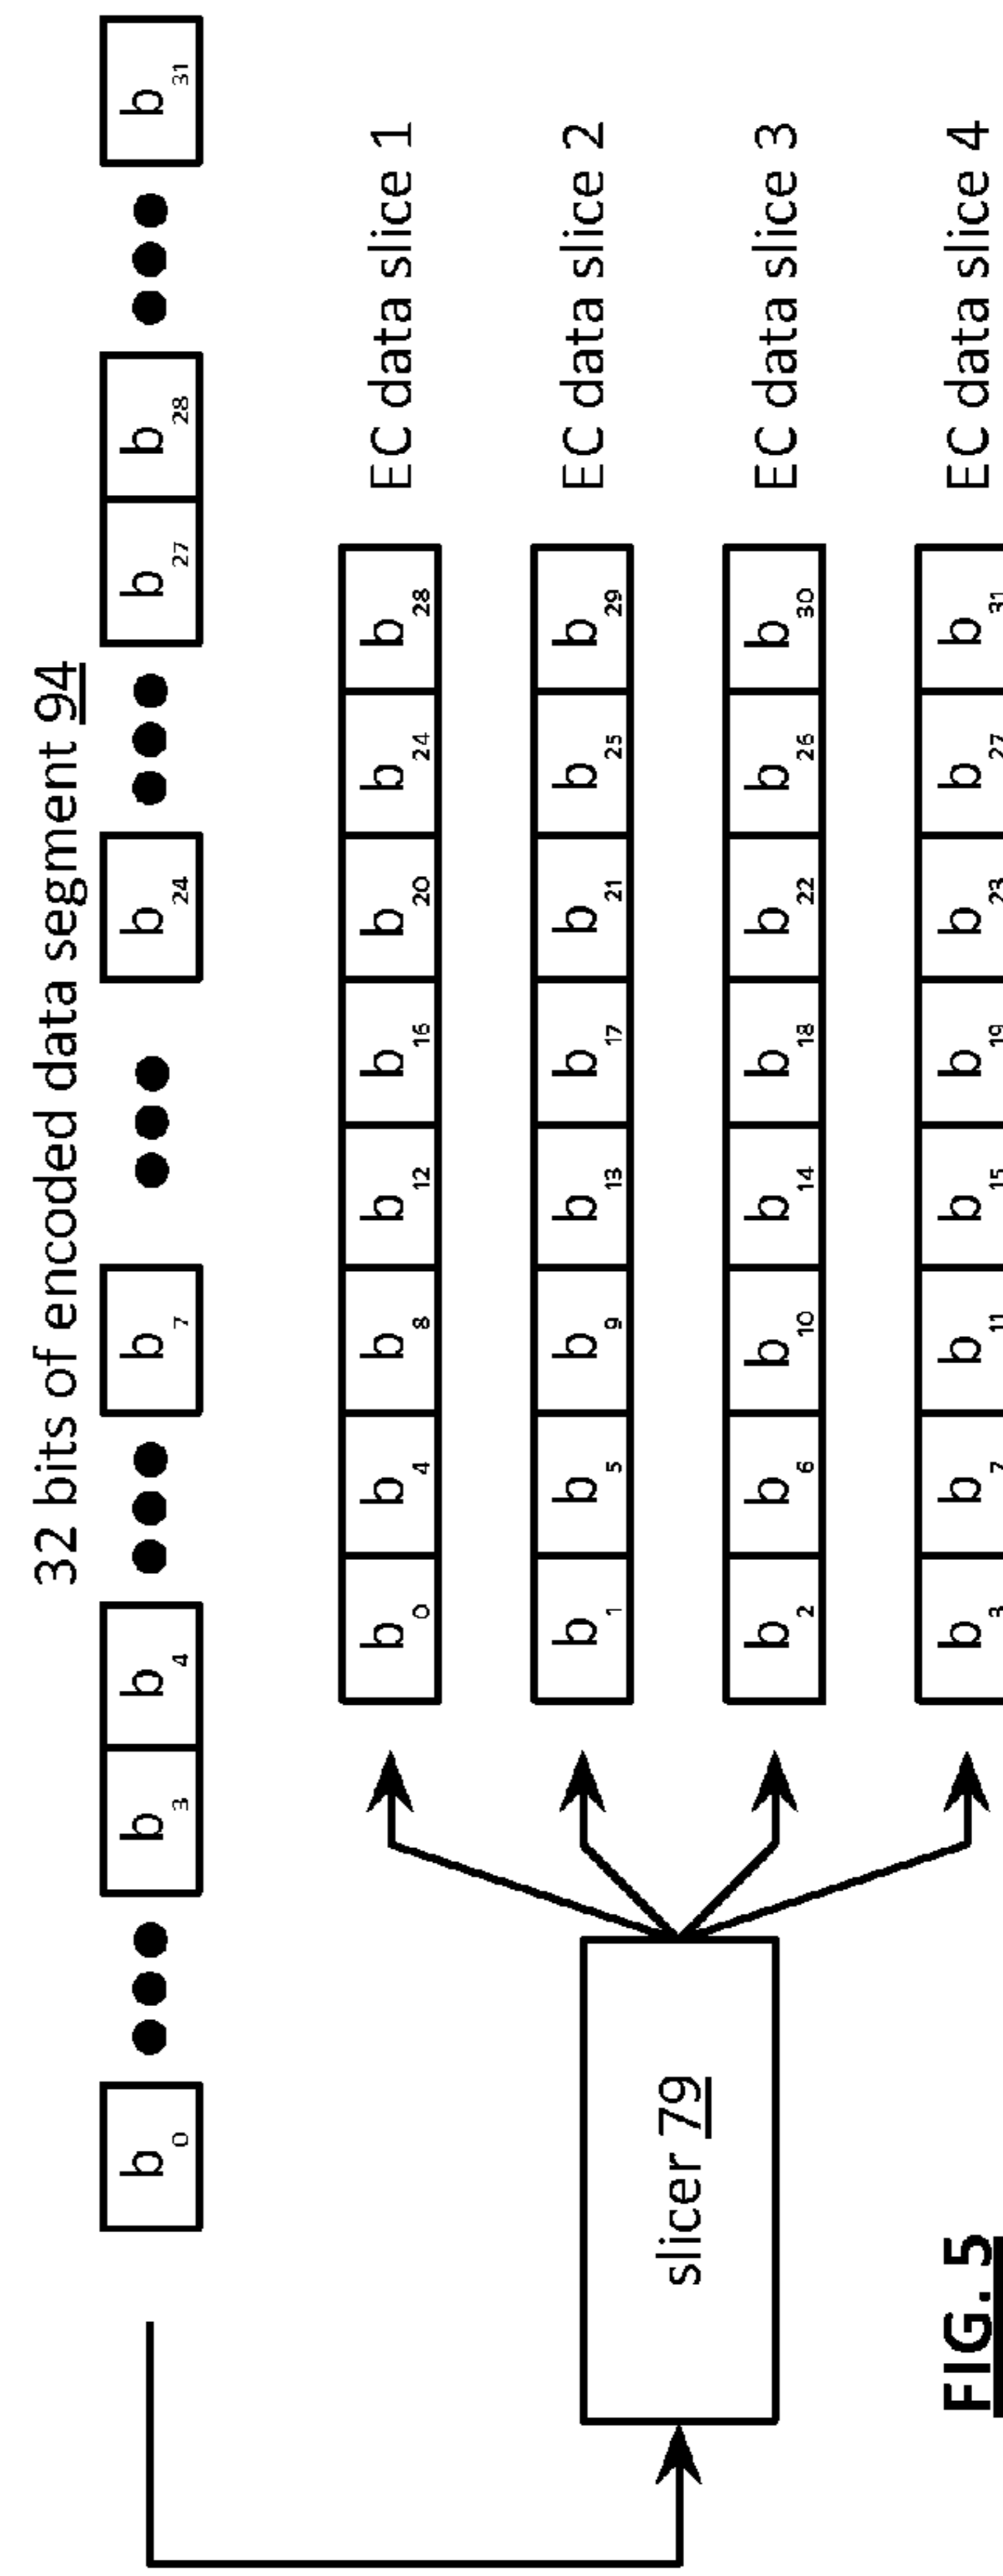 32 bits of encoded data segment 94
b0 ●●● b3 b4 ●●● b7 ●●● b24 ●●● b27 b28 ●●● b31
b0 b4 b8 b12 b16 b20 b24 b28 EC data slice 1
b1 b5 b9 b13 b17 b21 b25 b29 EC data slice 2
slicer 79
b2 b6 b10 b14 b18 b22 b26 b30 EC data slice 3
b3 b7 b11 b15 b19 b23 b27 b31 EC data slice 4
FIG. 5